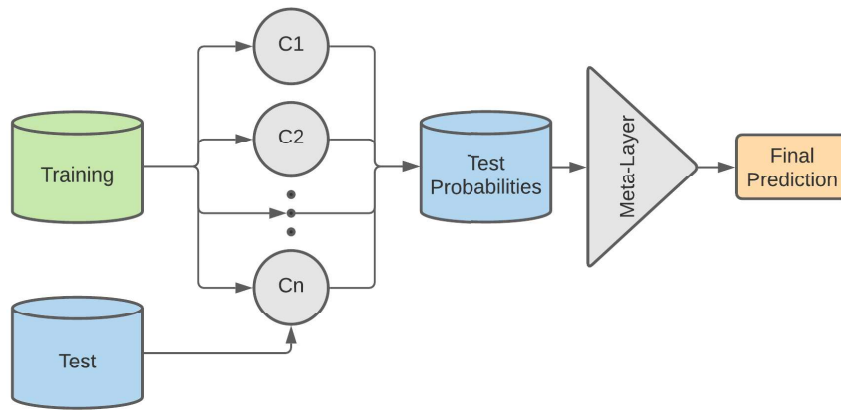 C1
C2
Training
Test
Probabilities
Meta-Layer
Final
Prediction
Cn
Test